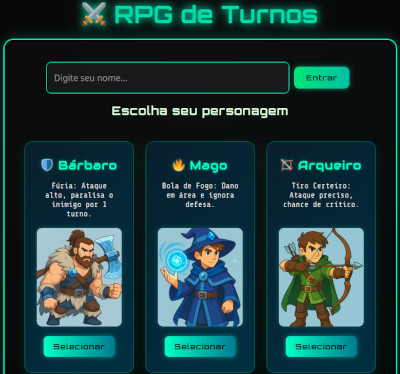 RPG de Turnos
Digite seu nome...
Entrar
Escolha seu personagem
Bárbaro
Fúria: Ataque
alto, paralisa o
inimigo por 1
turno.
Selecionar
Mago
Bola de Fogo: Dano
em área e ignora
defesa.
Selecionar
Arqueiro
Tiro Certeiro:
Ataque preciso,
chance de crítico.
Selecionar